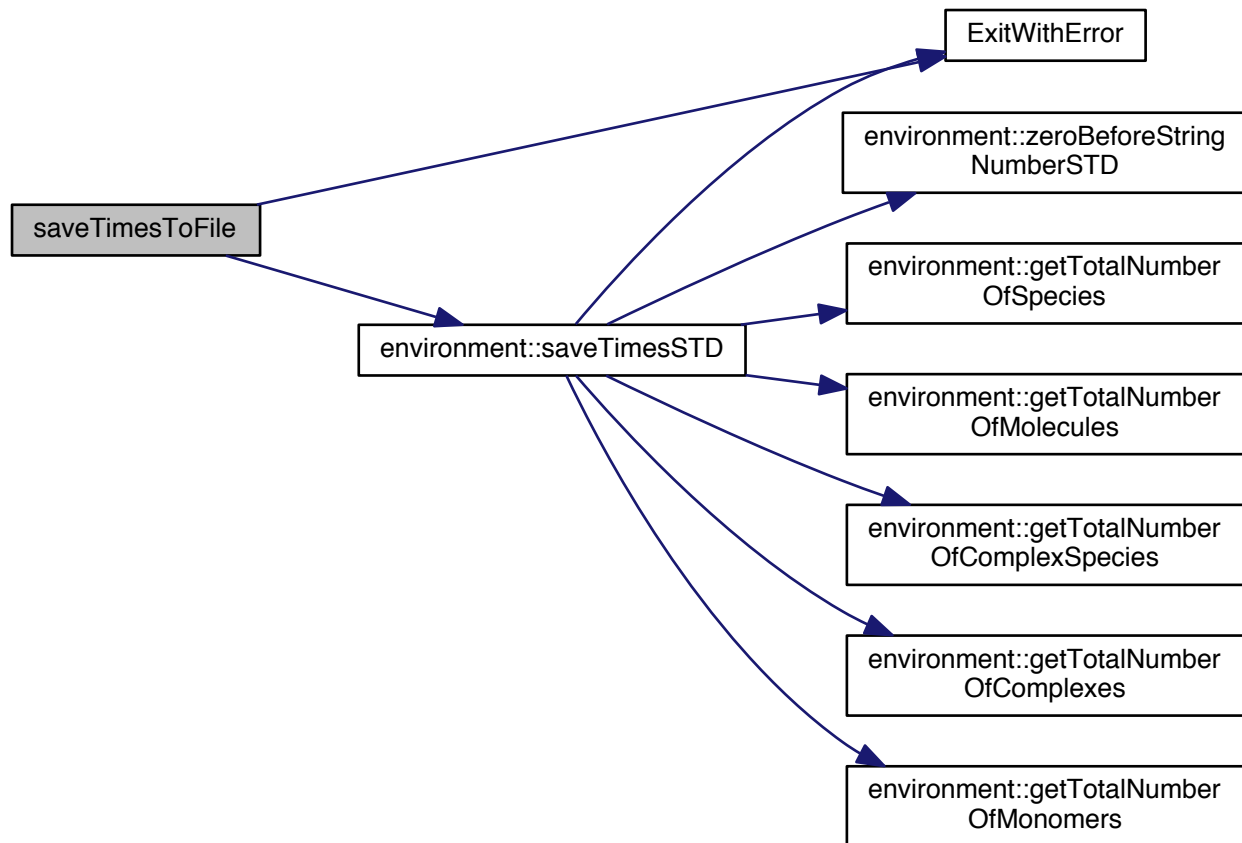 ExitWithError
environment::zeroBeforeString
NumberSTD
saveTimesToFile
environment::getTotalNumber
OfSpecies
environment::saveTimesSTD
environment::getTotalNumber
OfMolecules
environment::getTotalNumber
OfComplexSpecies
environment::getTotalNumber
OfComplexes
environment::getTotalNumber
OfMonomers